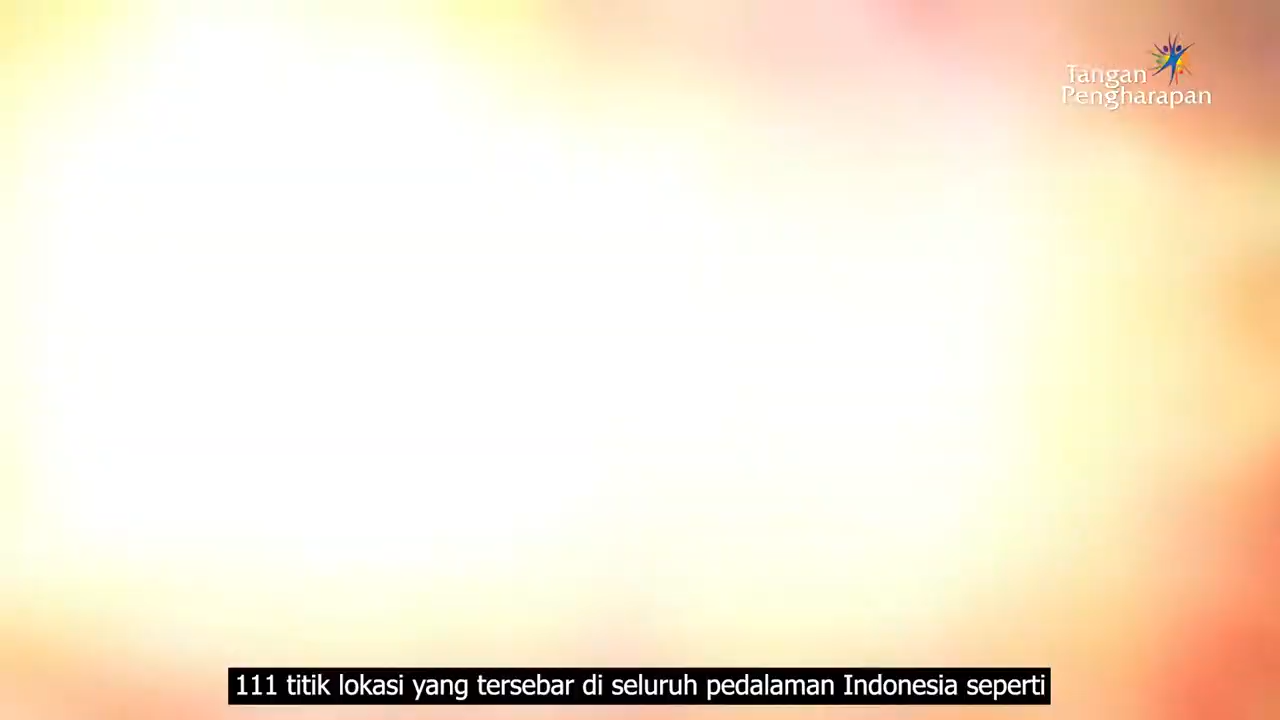 Tangan
Pengharapan
111 titik lokasi yang tersebar di seluruh pedalaman Indonesia seperti